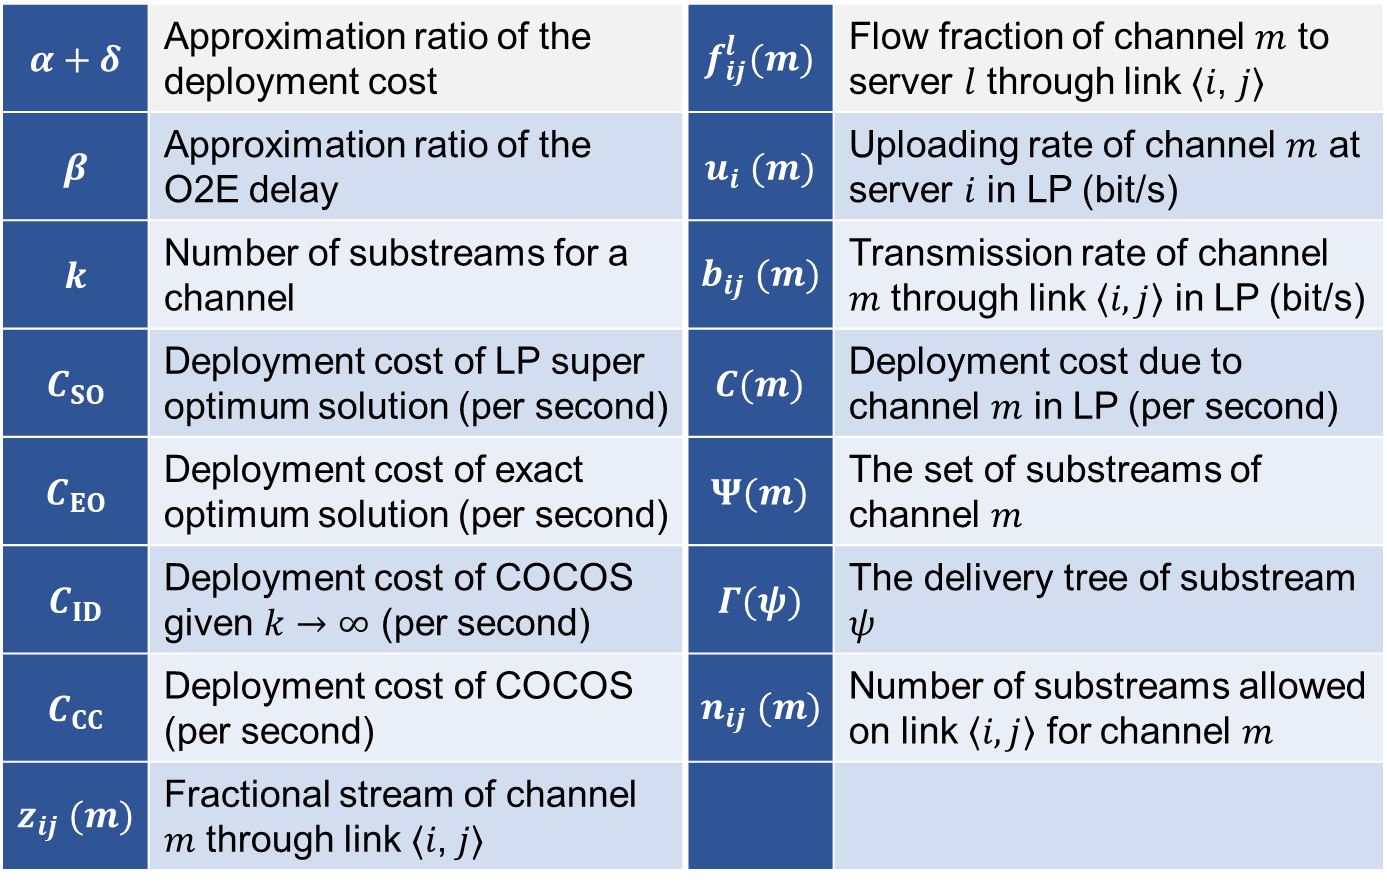 α + δ
Approximation ratio of the
deployment cost
β
Approximation ratio of the
O2E delay
k
Number of substreams for a
channel
C_SO
Deployment cost of LP super
optimum solution (per second)
C_EO
Deployment cost of exact
optimum solution (per second)
C_ID
Deployment cost of COCOS
given k → ∞ (per second)
C_CC
Deployment cost of COCOS
(per second)
z_ij (m)
Fractional stream of channel
m through link ⟨i, j⟩
f_ij^l(m)
Flow fraction of channel m to
server l through link ⟨i, j⟩
u_i (m)
Uploading rate of channel m at
server i in LP (bit/s)
b_ij (m)
Transmission rate of channel
m through link ⟨i, j⟩ in LP (bit/s)
C(m)
Deployment cost due to
channel m in LP (per second)
Ψ(m)
The set of substreams of
channel m
Γ(ψ)
The delivery tree of substream
ψ
n_ij (m)
Number of substreams allowed
on link ⟨i, j⟩ for channel m